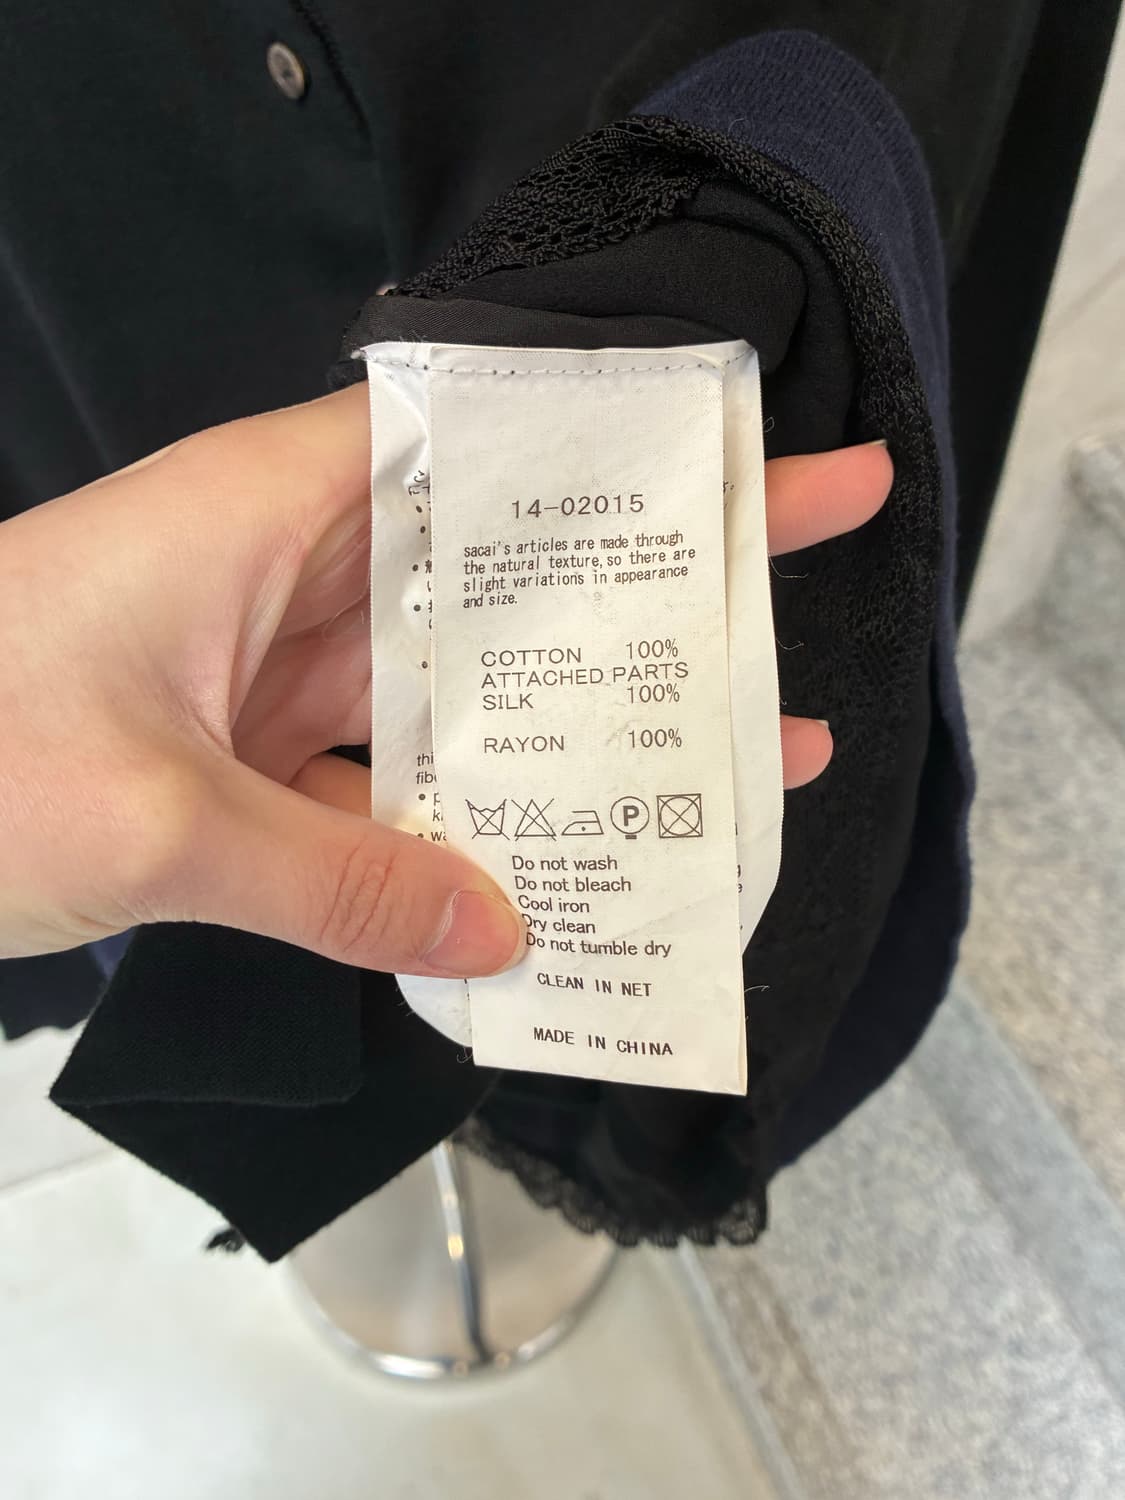 14-02015
sacai's articles are made through
the natural texture, so there are
slight variations in appearance
and size.
COTTON 100%
ATTACHED PARTS
SILK 100%
RAYON 100%
P
Do not wash
Do not bleach
Cool iron
Dry clean
Do not tumble dry
CLEAN IN NET
MADE IN CHINA